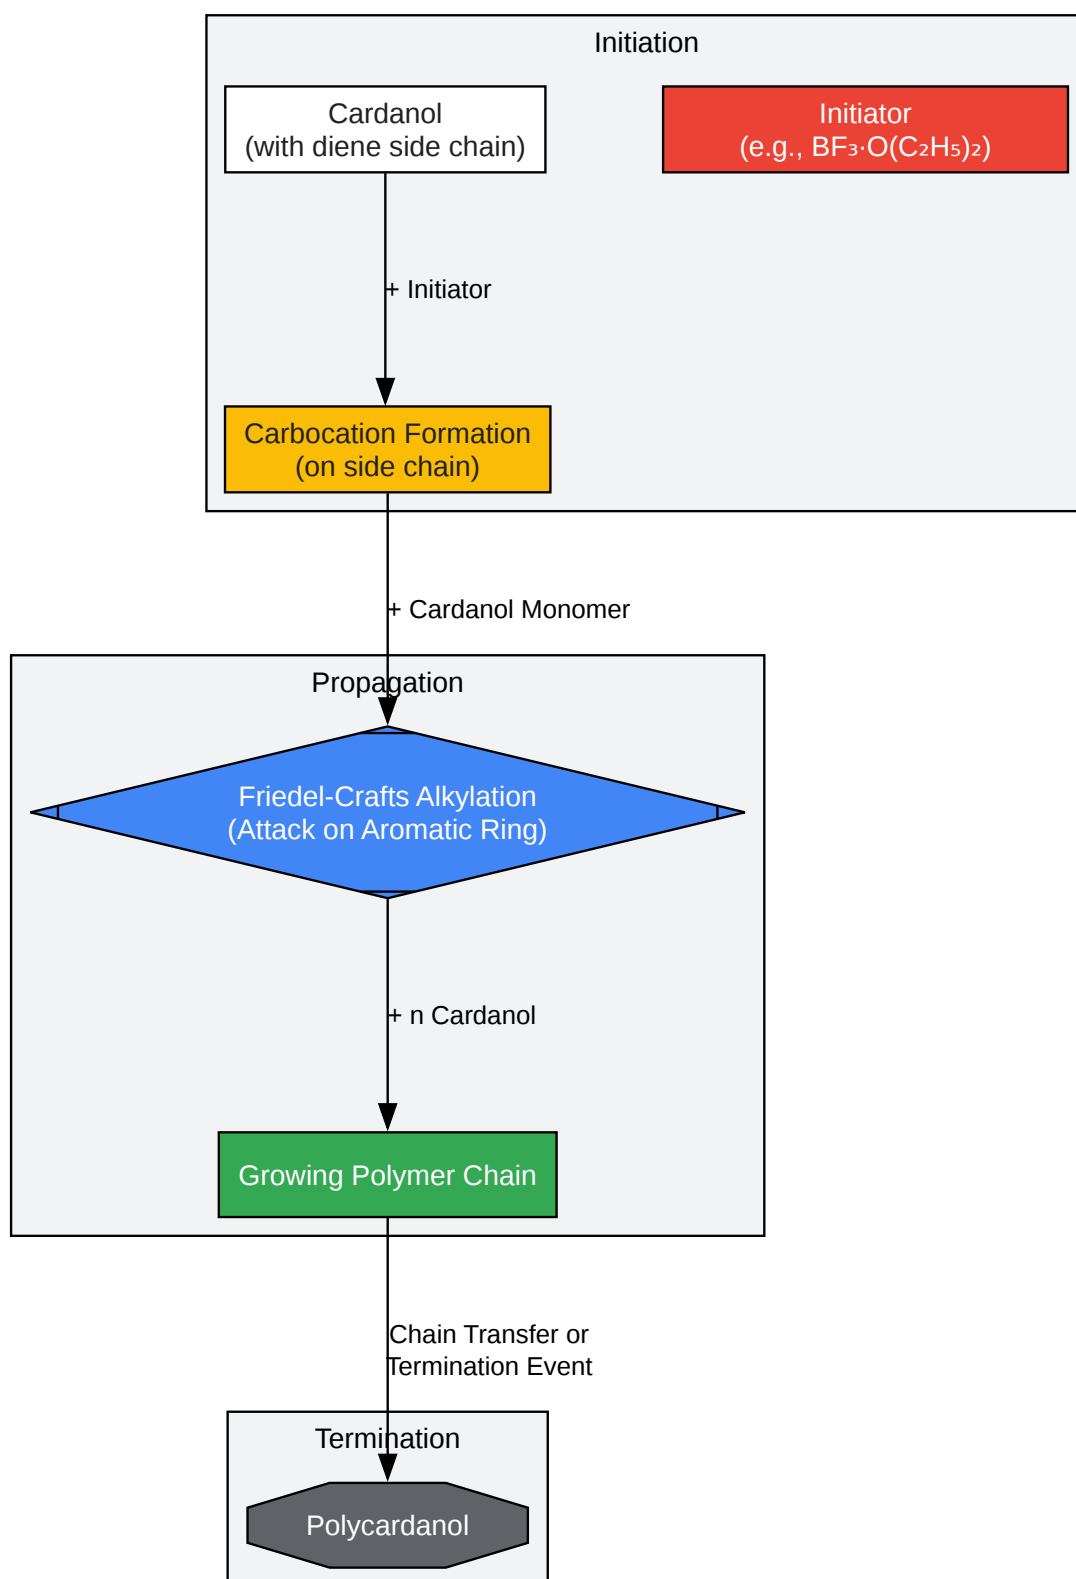 Initiation
Cardanol
(with diene side chain)
Initiator
(e.g., BF₃·O(C₂H₅)₂)
+ Initiator
Carbocation Formation
(on side chain)
+ Cardanol Monomer
Propagation
Friedel-Crafts Alkylation
(Attack on Aromatic Ring)
+ n Cardanol
Growing Polymer Chain
Chain Transfer or
Termination Event
Termination
Polycardanol